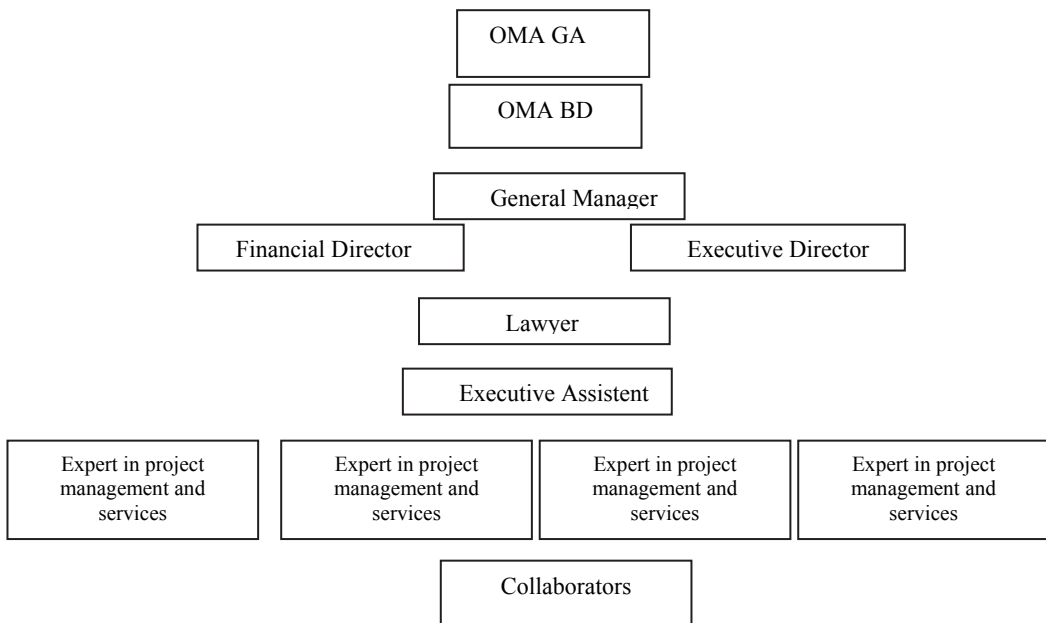 OMA GA
OMA BD
General Manager
Financial Director
Executive Director
Lawyer
Executive Assistent
Expert in project
management and
services
Expert in project
management and
services
Expert in project
management and
services
Expert in project
management and
services
Collaborators